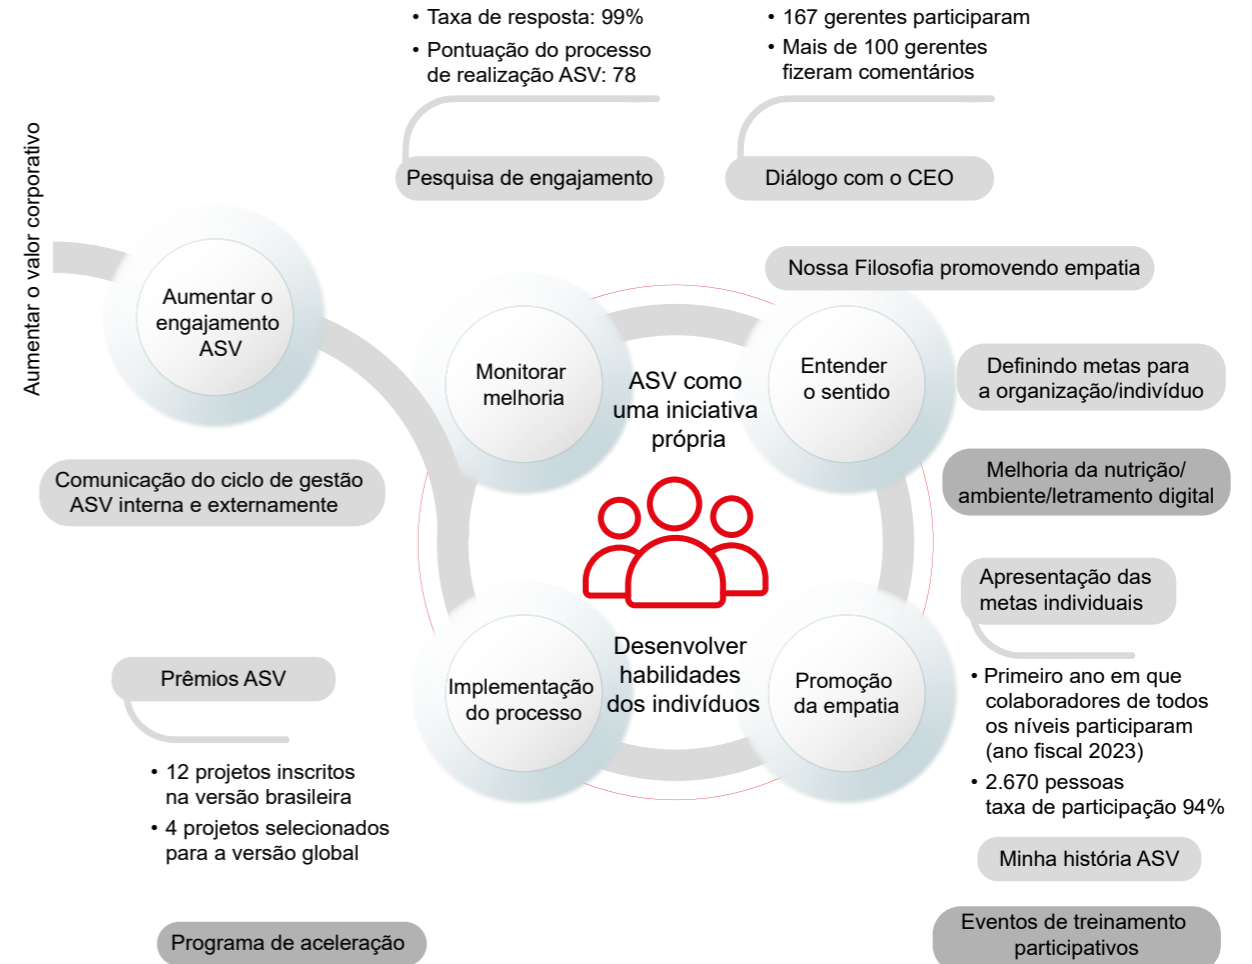 • Taxa de resposta: 99%
• Pontuação do processo
de realização ASV: 78
• 167 gerentes participaram
• Mais de 100 gerentes
fizeram comentários
Pesquisa de engajamento
Diálogo com o CEO
Aumentar o valor corporativo
Nossa Filosofia promovendo empatia
Aumentar o
engajamento
ASV
Monitorar
melhoria
ASV como
uma iniciativa
própria
Entender
o sentido
Definindo metas para
a organização/indivíduo
Comunicação do ciclo de gestão
ASV interna e externamente
Melhoria da nutrição/
ambiente/letramento digital
Apresentação das
metas individuais
Implementação
do processo
Desenvolver
habilidades
dos indivíduos
Promoção
da empatia
• Primeiro ano em que
colaboradores de todos
os níveis participaram
(ano fiscal 2023)
• 2.670 pessoas
taxa de participação 94%
Prêmios ASV
• 12 projetos inscritos
na versão brasileira
• 4 projetos selecionados
para a versão global
Minha história ASV
Programa de aceleração
Eventos de treinamento
participativos